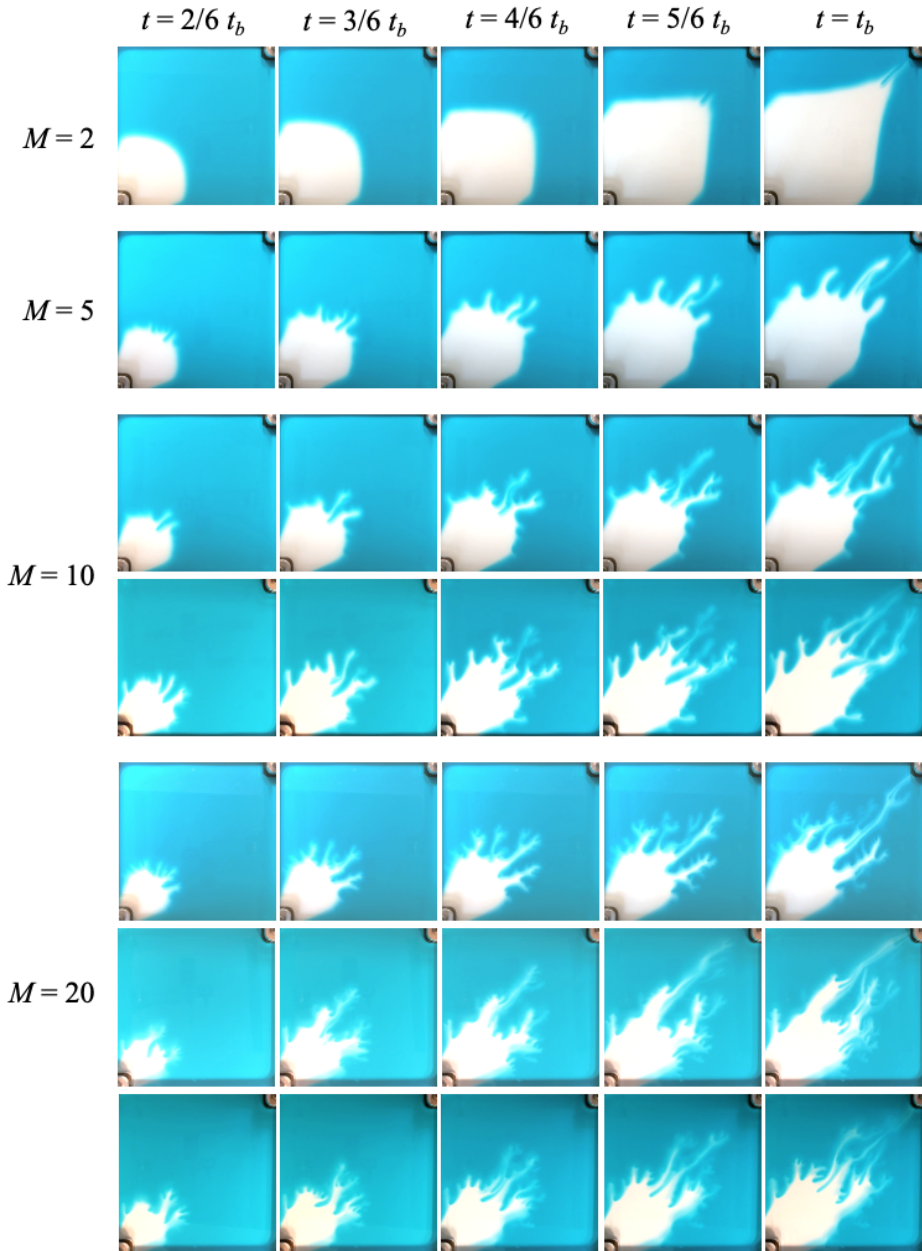 t = 2/6 t_b t = 3/6 t_b t = 4/6 t_b t = 5/6 t_b t = t_b
M = 2
M = 5
M = 10
M = 20